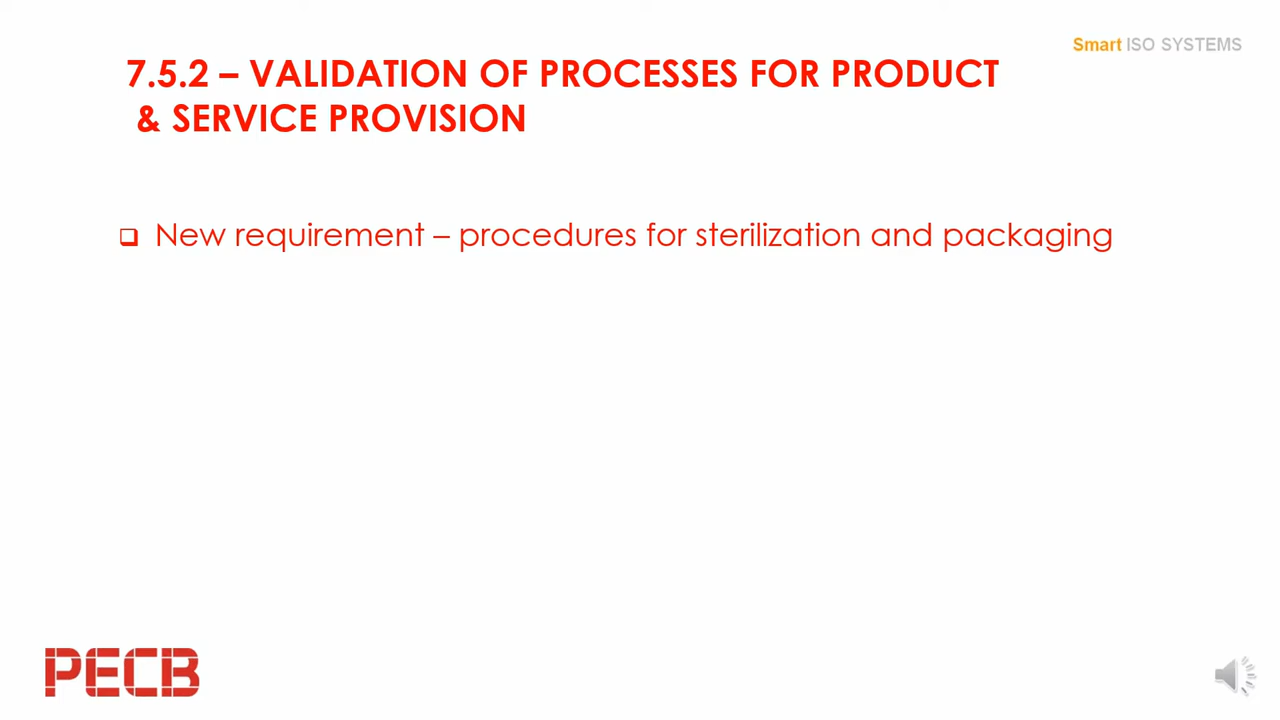 Smart ISO SYSTEMS
7.5.2 – VALIDATION OF PROCESSES FOR PRODUCT
& SERVICE PROVISION
New requirement – procedures for sterilization and packaging
PECB